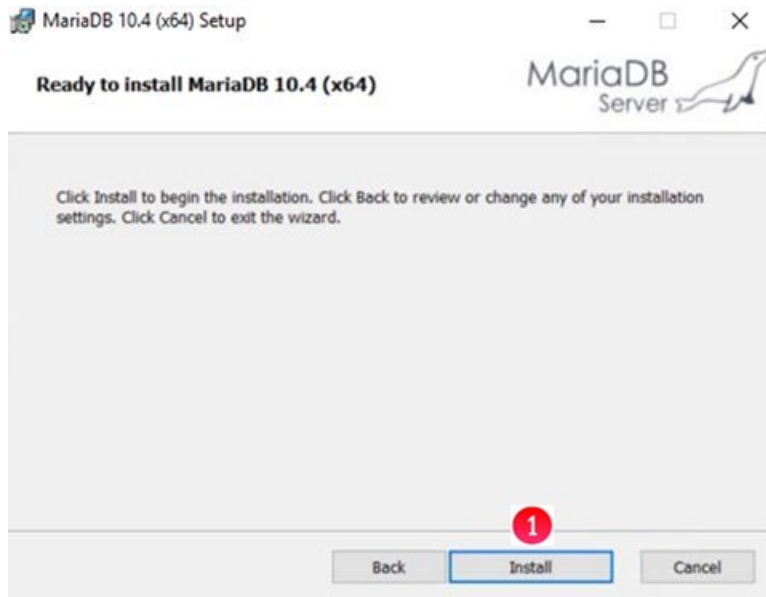 MariaDB 10.4 (x64) Setup
Ready to install MariaDB 10.4 (x64)
MariaDB
Server
Click Install to begin the installation. Click Back to review or change any of your installation
settings. Click Cancel to exit the wizard.
1
Back Install Cancel